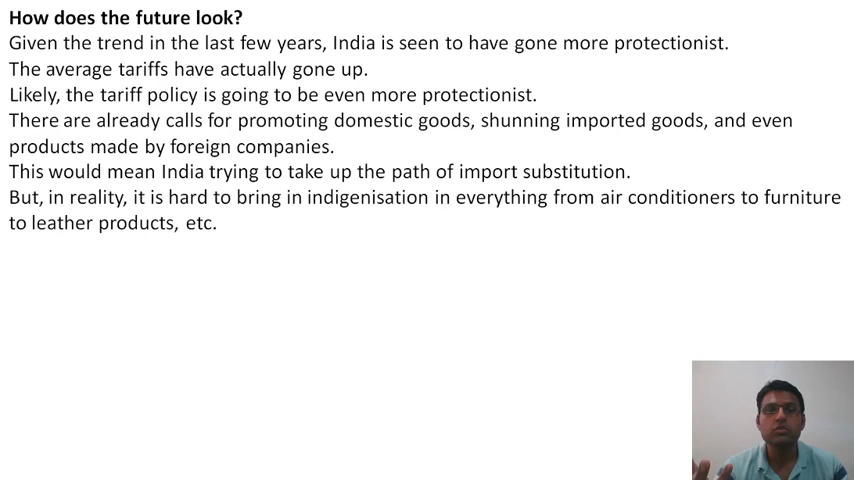 How does the future look?
Given the trend in the last few years, India is seen to have gone more protectionist.
The average tariffs have actually gone up.
Likely, the tariff policy is going to be even more protectionist.
There are already calls for promoting domestic goods, shunning imported goods, and even
products made by foreign companies.
This would mean India trying to take up the path of import substitution.
But, in reality, it is hard to bring in indigenisation in everything from air conditioners to furniture
to leather products, etc.